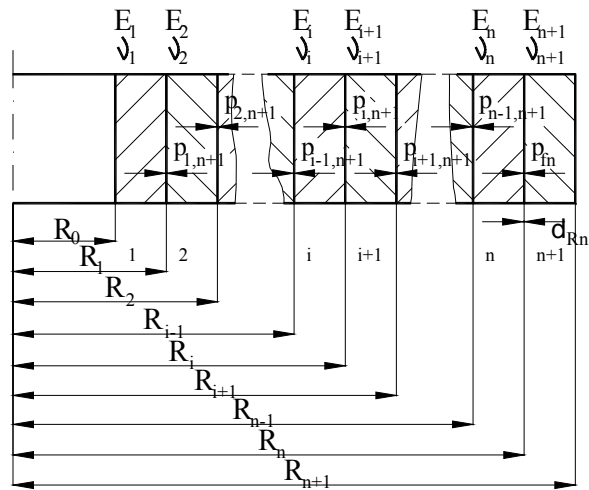 E₁ E₂ Eᵢ Eᵢ₊₁ Eₙ Eₙ₊₁
ν₁ ν₂ νᵢ νᵢ₊₁ νₙ νₙ₊₁
p₂,ₙ₊₁ pᵢ,ₙ₊₁ pₙ₋₁,ₙ₊₁
p₁,ₙ₊₁ pᵢ₋₁,ₙ₊₁ pᵢ₊₁,ₙ₊₁ p_fn
R₀ d_Rn
R₁ 1 2 i i+1 n n+1
R₂
Rᵢ₋₁
Rᵢ
Rᵢ₊₁
Rₙ₋₁
Rₙ
Rₙ₊₁